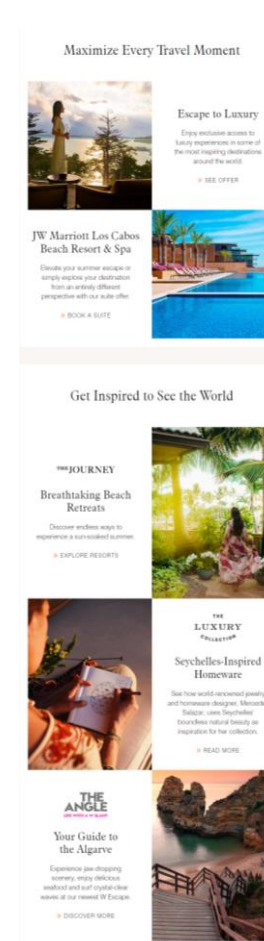 Maximize Every Travel Moment
Escape to Luxury
Enjoy exclusive access to
luxury experiences in some of
the most inspiring destinations
around the world.
» SEE OFFER
JW Marriott Los Cabos
Beach Resort & Spa
Elevate your summer escape or
simply explore your destination
from an entirely different
perspective with our suite offer.
» BOOK A SUITE
Get Inspired to See the World
THE JOURNEY
Breathtaking Beach
Retreats
Discover endless ways to
experience a sun-soaked summer.
» EXPLORE RESORTS
THE
LUXURY
COLLECTION
Seychelles-Inspired
Homeware
See how world-renowned jewelry
and homeware designer, Mercedes
Salazar, uses Seychelles'
boundless natural beauty as
inspiration for her collection.
» READ MORE
THE
ANGLE
LIFE WITH A W SLANT
Your Guide to
the Algarve
Experience jaw-dropping
scenery, enjoy delicious
seafood and surf crystal-clear
waves at our newest W Escape.
» DISCOVER MORE